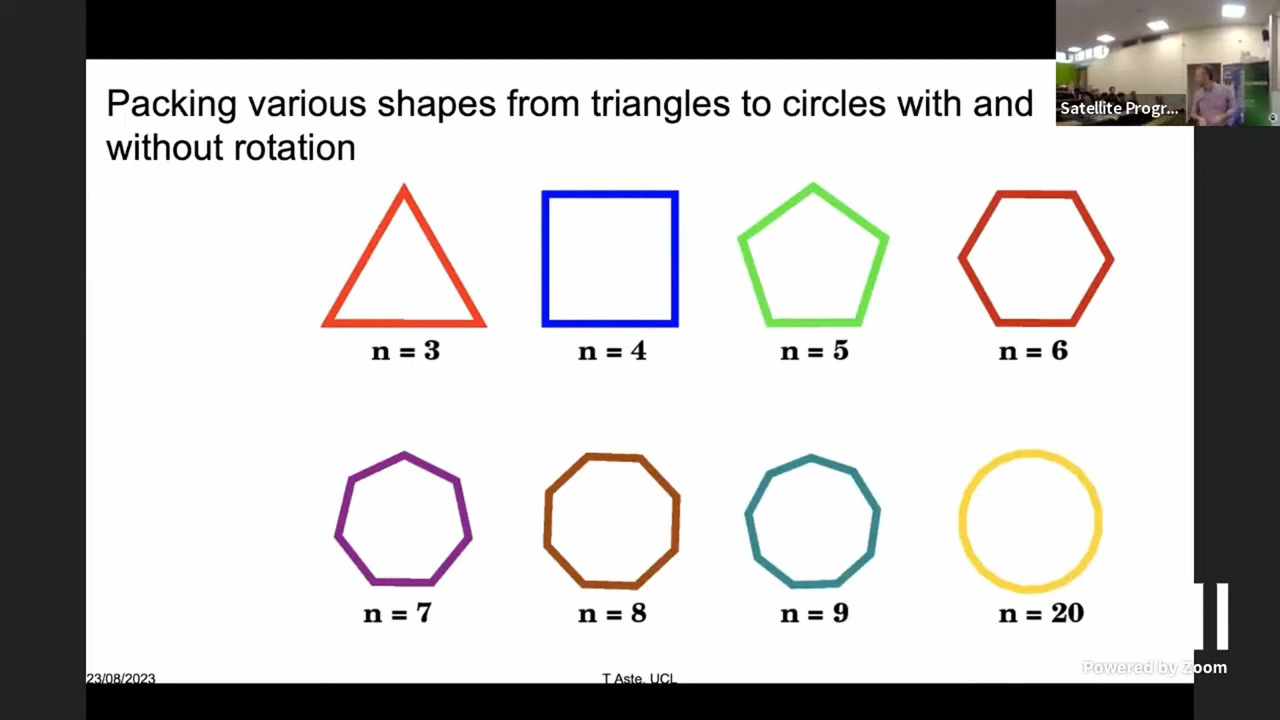 Packing various shapes from triangles to circles with and
without rotation
Satellite Progr...
n = 3
n = 4
n = 5
n = 6
n = 7
n = 8
n = 9
n = 20
Powered by Zoom
23/08/2023
T Aste, UCL